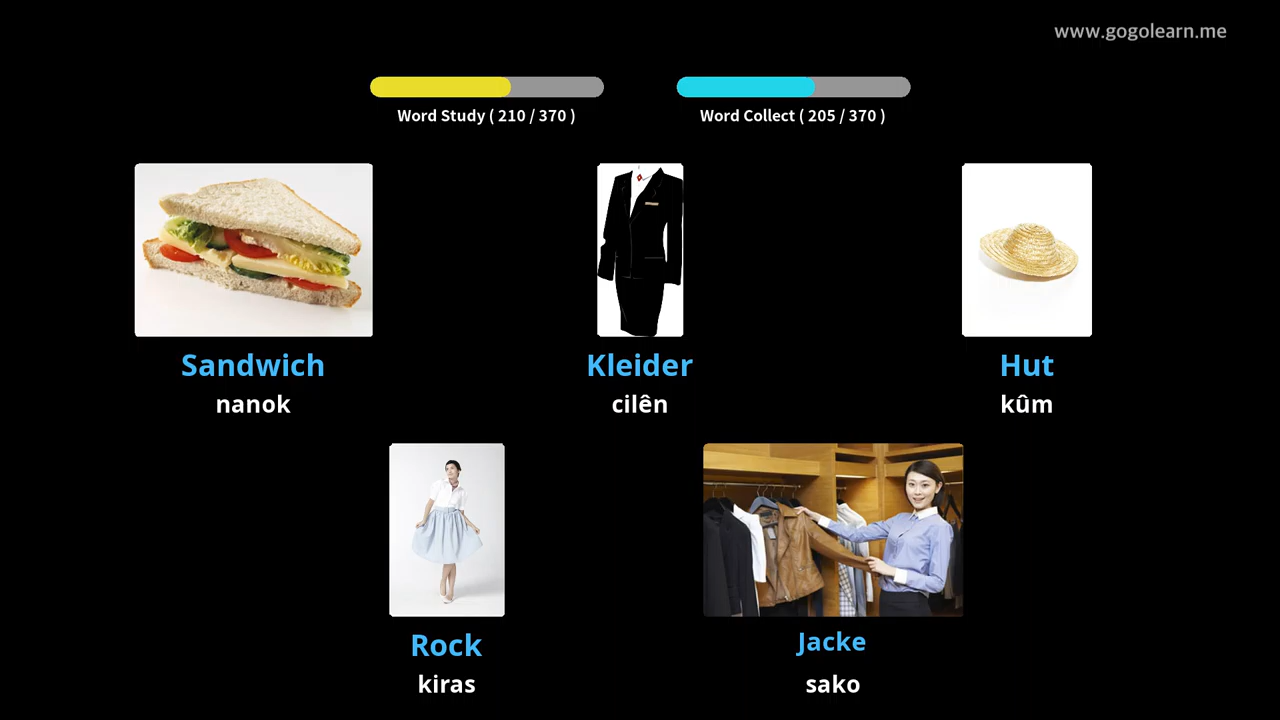 www.gogolearn.me
Word Study ( 210 / 370 )
Word Collect ( 205 / 370 )
Sandwich
nanok
Kleider
cilên
Hut
kûm
Rock
kiras
Jacke
sako